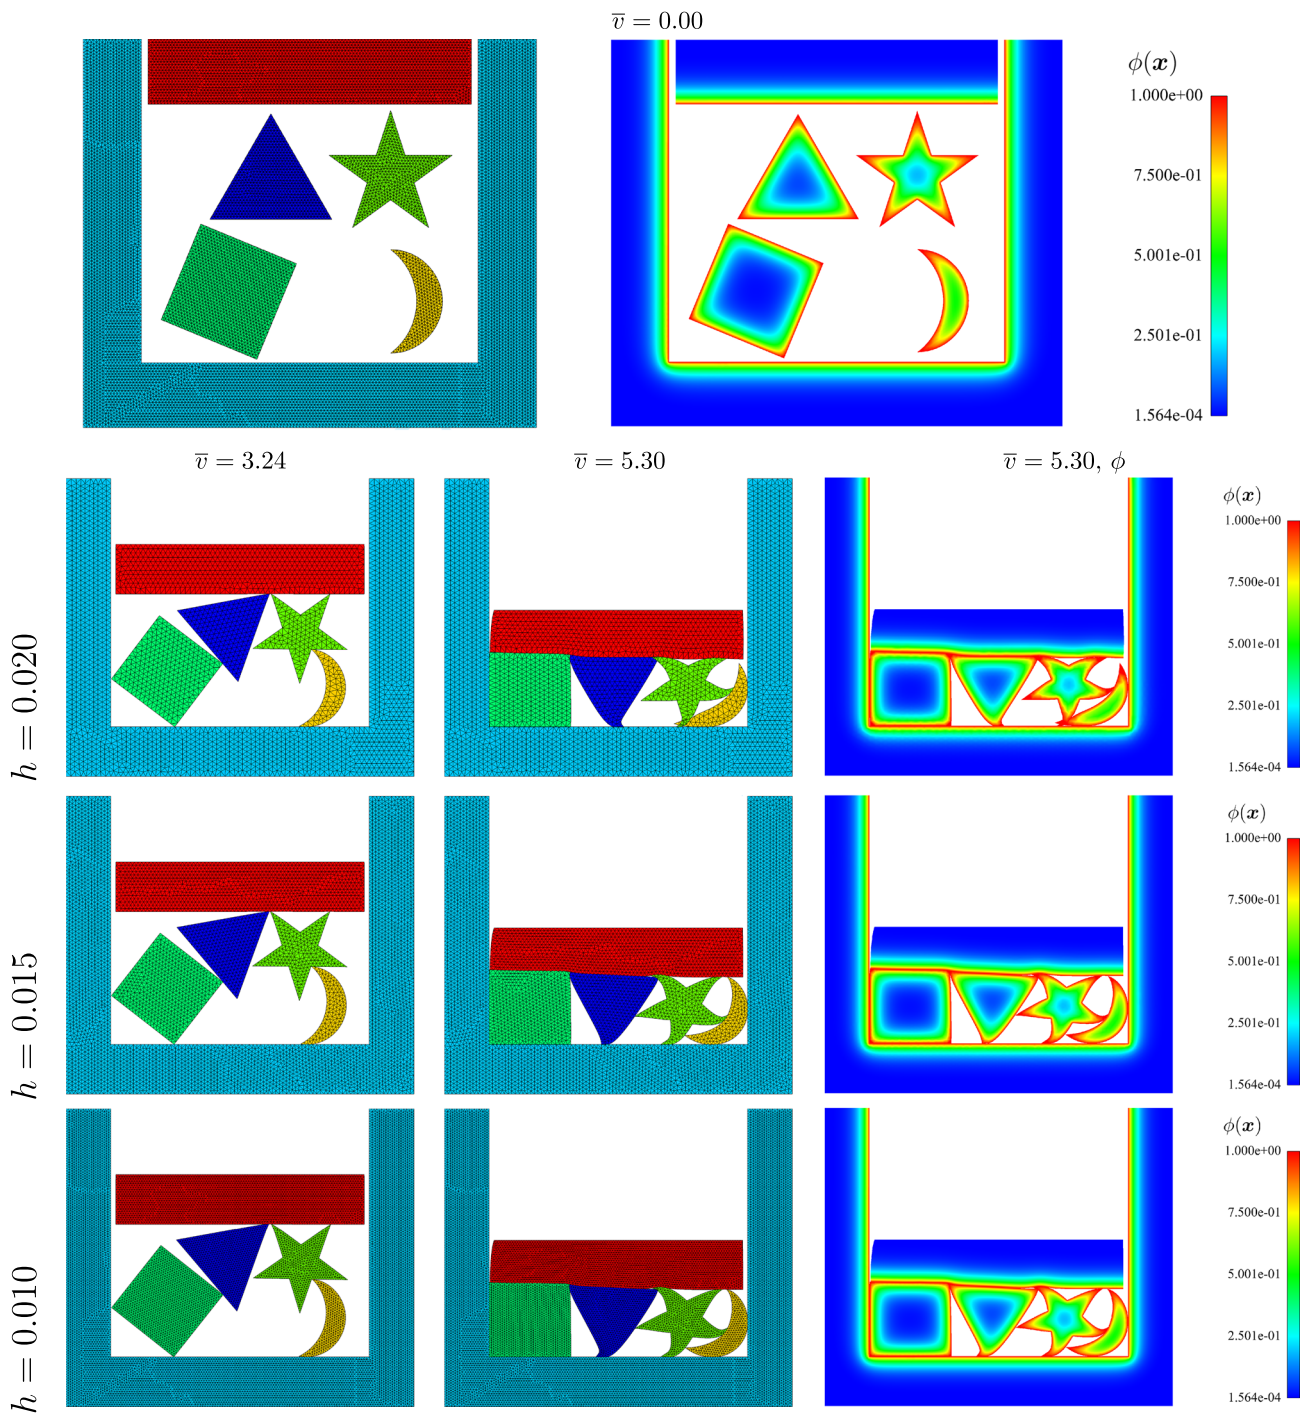 v̅ = 0.00
ϕ(x)
1.000e+00
7.500e-01
5.001e-01
2.501e-01
1.564e-04
v̅ = 3.24
v̅ = 5.30
v̅ = 5.30, ϕ
h = 0.020
ϕ(x)
1.000e+00
7.500e-01
5.001e-01
2.501e-01
1.564e-04
h = 0.015
ϕ(x)
1.000e+00
7.500e-01
5.001e-01
2.501e-01
1.564e-04
h = 0.010
ϕ(x)
1.000e+00
7.500e-01
5.001e-01
2.501e-01
1.564e-04